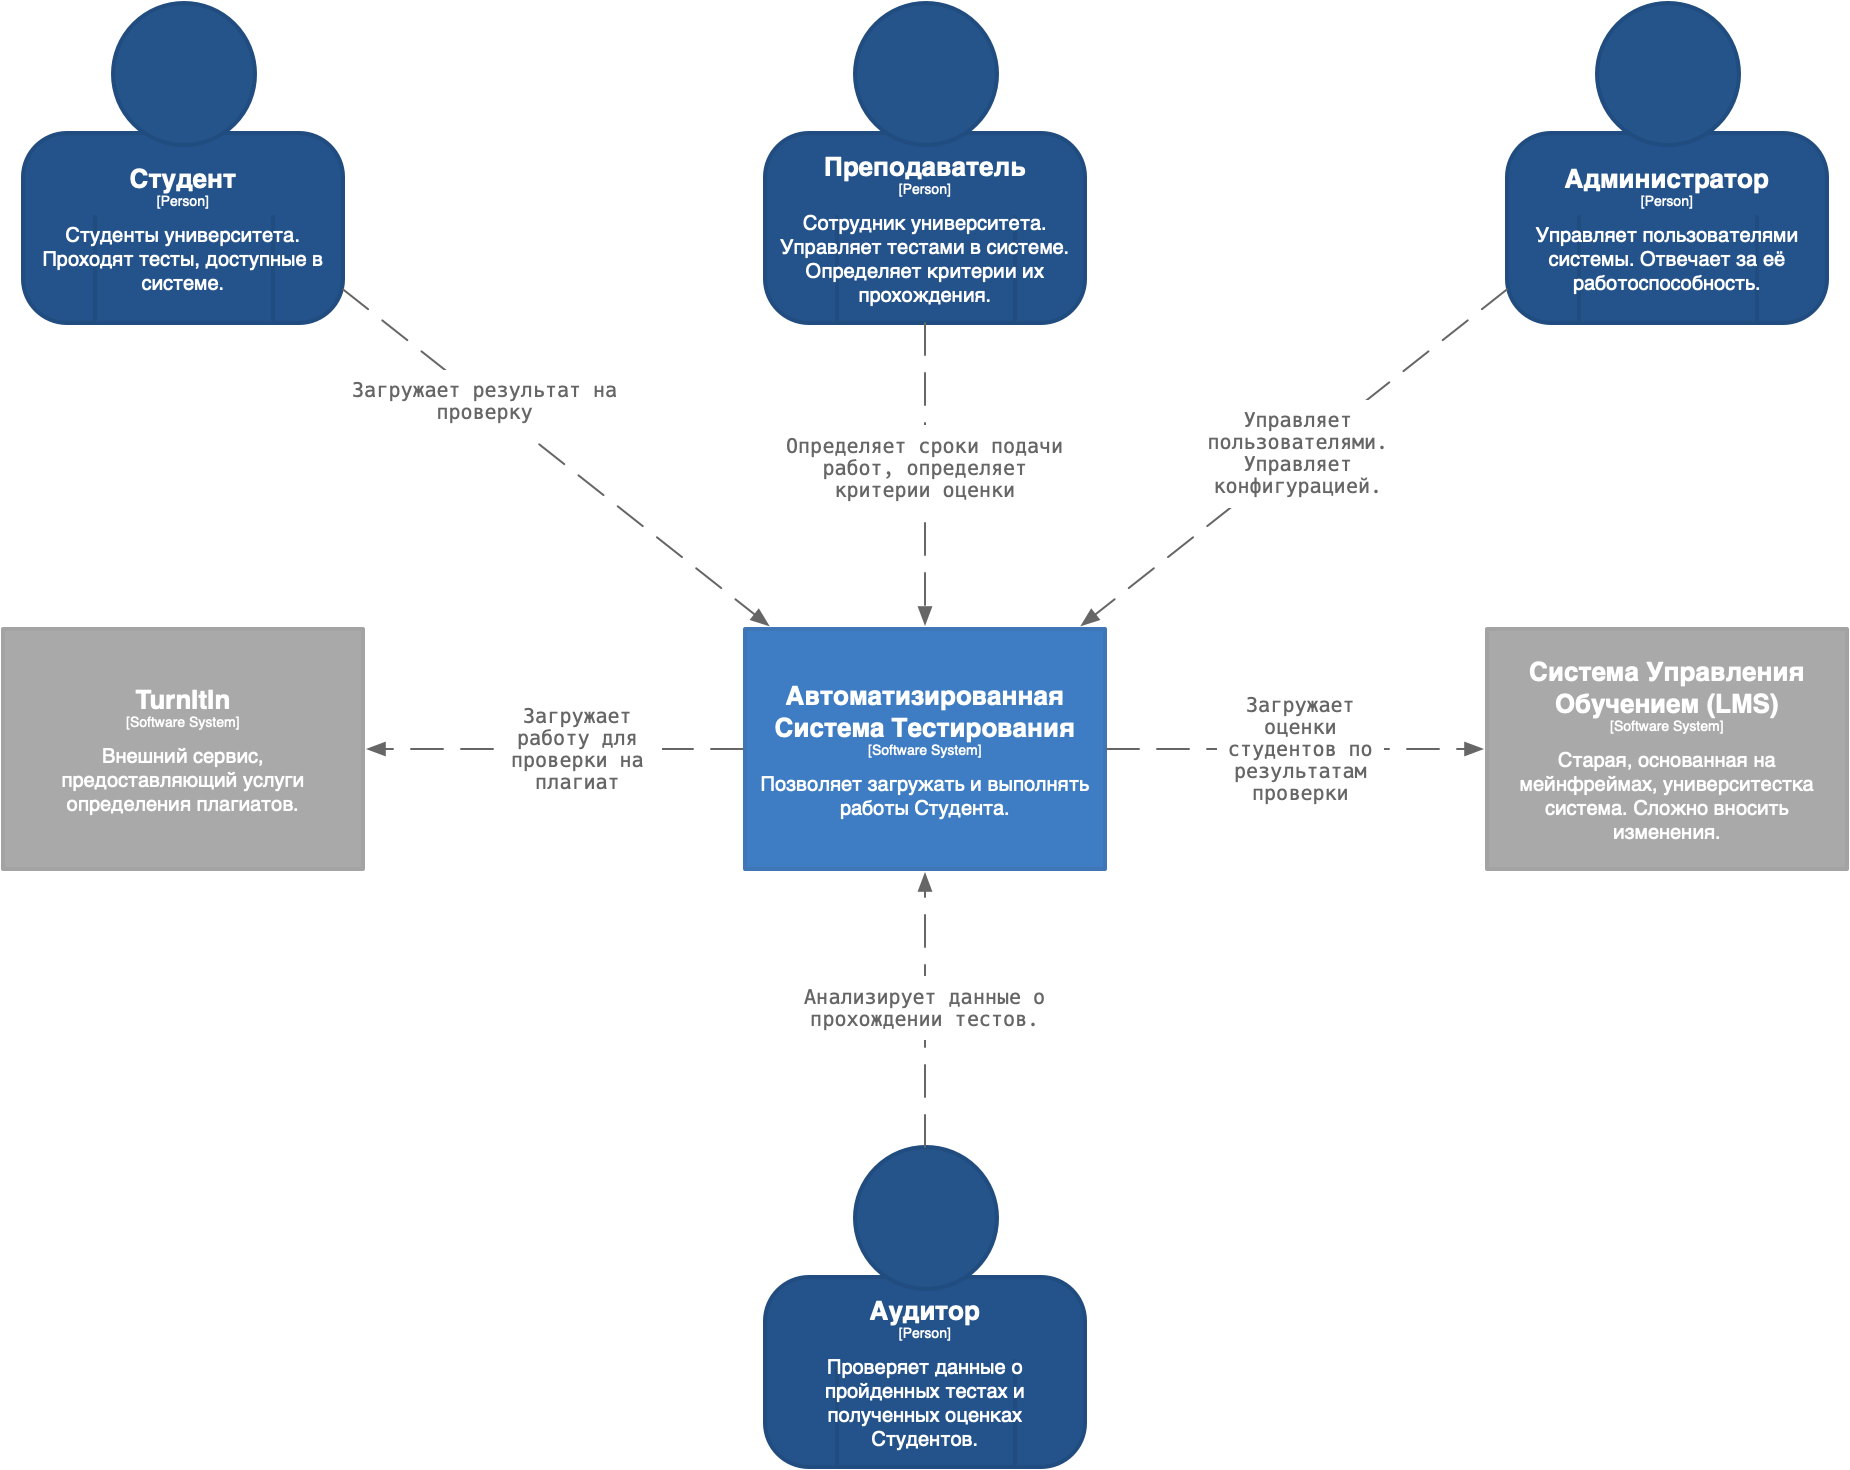 Студент
[Person]
Студенты университета.
Проходят тесты, доступные в
системе.
Преподаватель
[Person]
Сотрудник университета.
Управляет тестами в системе.
Определяет критерии их
прохождения.
Администратор
[Person]
Управляет пользователями
системы. Отвечает за её
работоспособность.
Загружает результат на
проверку
Определяет сроки подачи
работ, определяет
критерии оценки
Управляет
пользователями.
Управляет
конфигурацией.
TurnItIn
[Software System]
Внешний сервис,
предоставляющий услуги
определения плагиатов.
Загружает
работу для
проверки на
плагиат
Автоматизированная
Система Тестирования
[Software System]
Позволяет загружать и выполнять
работы Студента.
Загружает
оценки
студентов по
результатам
проверки
Система Управления
Обучением (LMS)
[Software System]
Старая, основанная на
мейнфреймах, университестка
система. Сложно вносить
изменения.
Анализирует данные о
прохождении тестов.
Аудитор
[Person]
Проверяет данные о
пройденных тестах и
полученных оценках
Студентов.